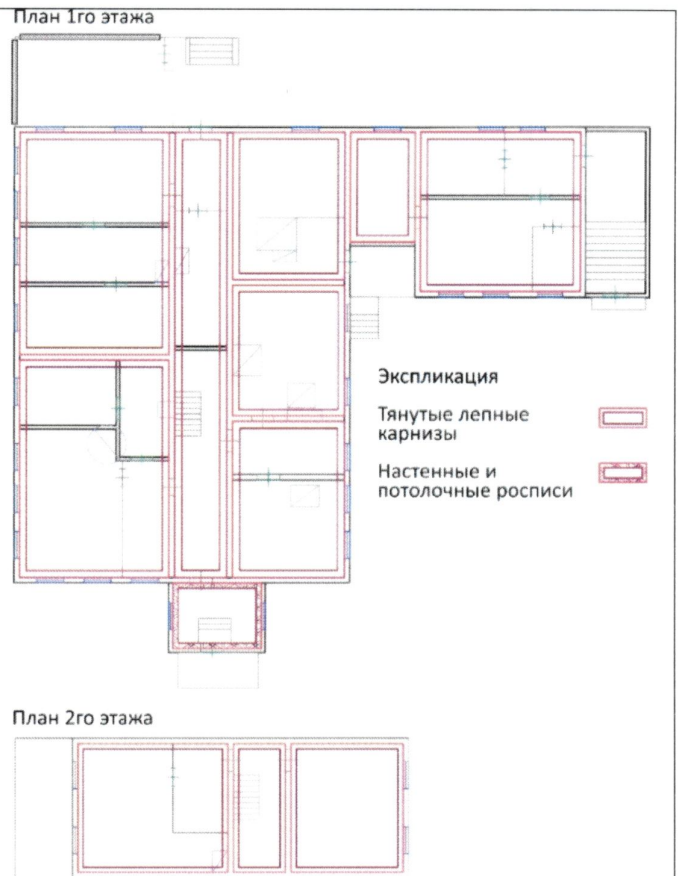 План 1го этажа
Экспликация
Тянутые лепные
карнизы
Настенные и
потолочные росписи
План 2го этажа